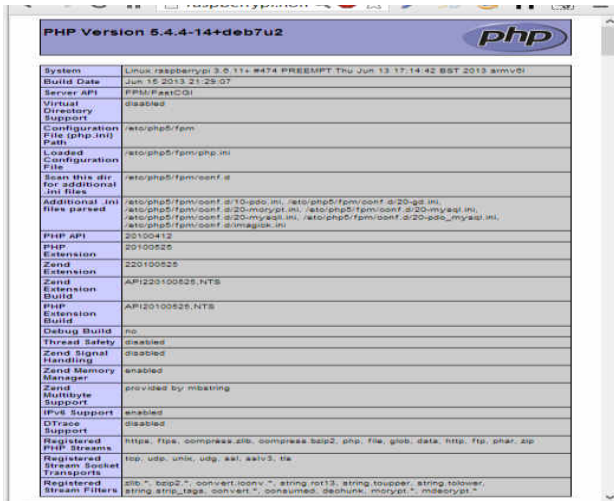 PHP Version 5.4.4-14+deb7u2
php
System Linux raspberrypi 3.6.11+ #474 PREEMPT Thu Jun 13 17:14:42 BST 2013 armv6l
Build Date Jun 15 2013 21:29:07
Server API FPM/FastCGI
Virtual Directory Support disabled
Configuration File (php.ini) Path /etc/php5/fpm
Loaded Configuration File /etc/php5/fpm/php.ini
Scan this dir for additional .ini files /etc/php5/fpm/conf.d
Additional .ini files parsed /etc/php5/fpm/conf.d/10-pdo.ini, /etc/php5/fpm/conf.d/20-gd.ini,
/etc/php5/fpm/conf.d/20-mcrypt.ini, /etc/php5/fpm/conf.d/20-mysql.ini,
/etc/php5/fpm/conf.d/20-mysqli.ini, /etc/php5/fpm/conf.d/20-pdo_mysql.ini,
/etc/php5/fpm/conf.d/imagick.ini
PHP API 20100412
PHP Extension 20100525
Zend Extension 220100525
Zend Extension Build API220100525,NTS
PHP Extension Build API20100525,NTS
Debug Build no
Thread Safety disabled
Zend Signal Handling disabled
Zend Memory Manager enabled
Zend Multibyte Support provided by mbstring
IPv6 Support enabled
DTrace Support disabled
Registered PHP Streams https, ftps, compress.zlib, compress.bzip2, php, file, glob, data, http, ftp, phar, zip
Registered Stream Socket Transports tcp, udp, unix, udg, ssl, sslv3, tls
Registered Stream Filters zlib.*, bzip2.*, convert.iconv.*, string.rot13, string.toupper, string.tolower,
string.strip_tags, convert.*, consumed, dechunk, mcrypt.*, mdecrypt.*